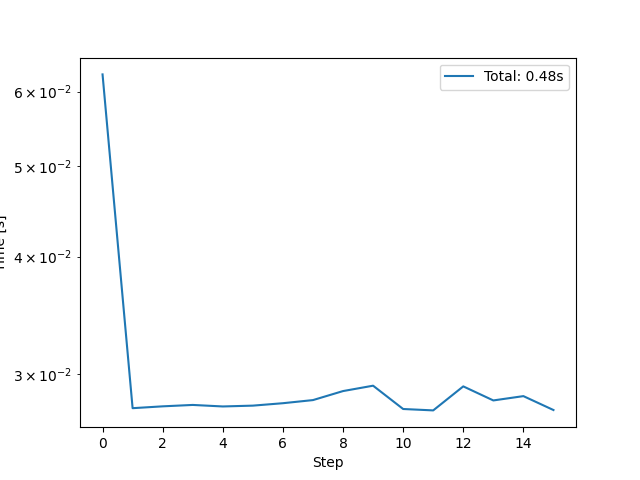 Total: 0.48s
6 × 10⁻²
5 × 10⁻²
4 × 10⁻²
3 × 10⁻²
[s]
0 2 4 6 8 10 12 14
Step